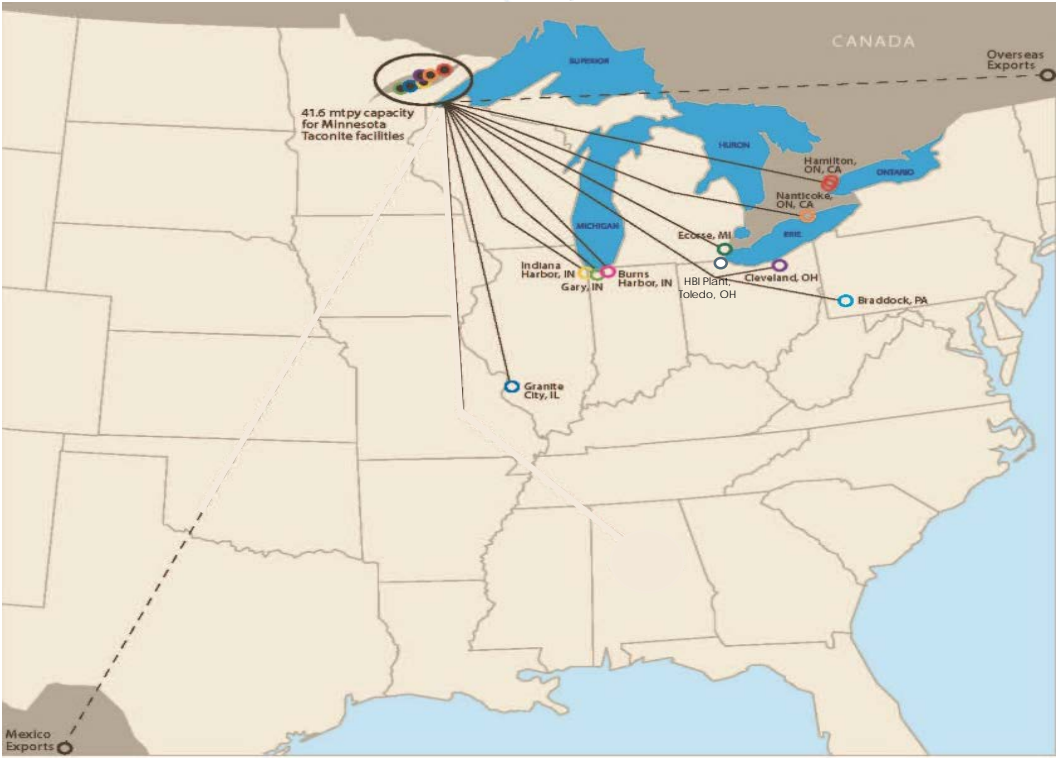 CANADA
SUPERIOR
Overseas
Exports
41.6 mtpy capacity
for Minnesota
Taconite facilities
HURON
Hamilton,
ON, CA
ONTARIO
Nanticoke,
ON, CA
MICHIGAN
Ecorse, MI
ERIE
Indiana
Harbor, IN
Gary, IN
Burns
Harbor, IN
HBI Plant,
Toledo, OH
Cleveland, OH
Braddock, PA
Granite
City, IL
Mexico
Exports